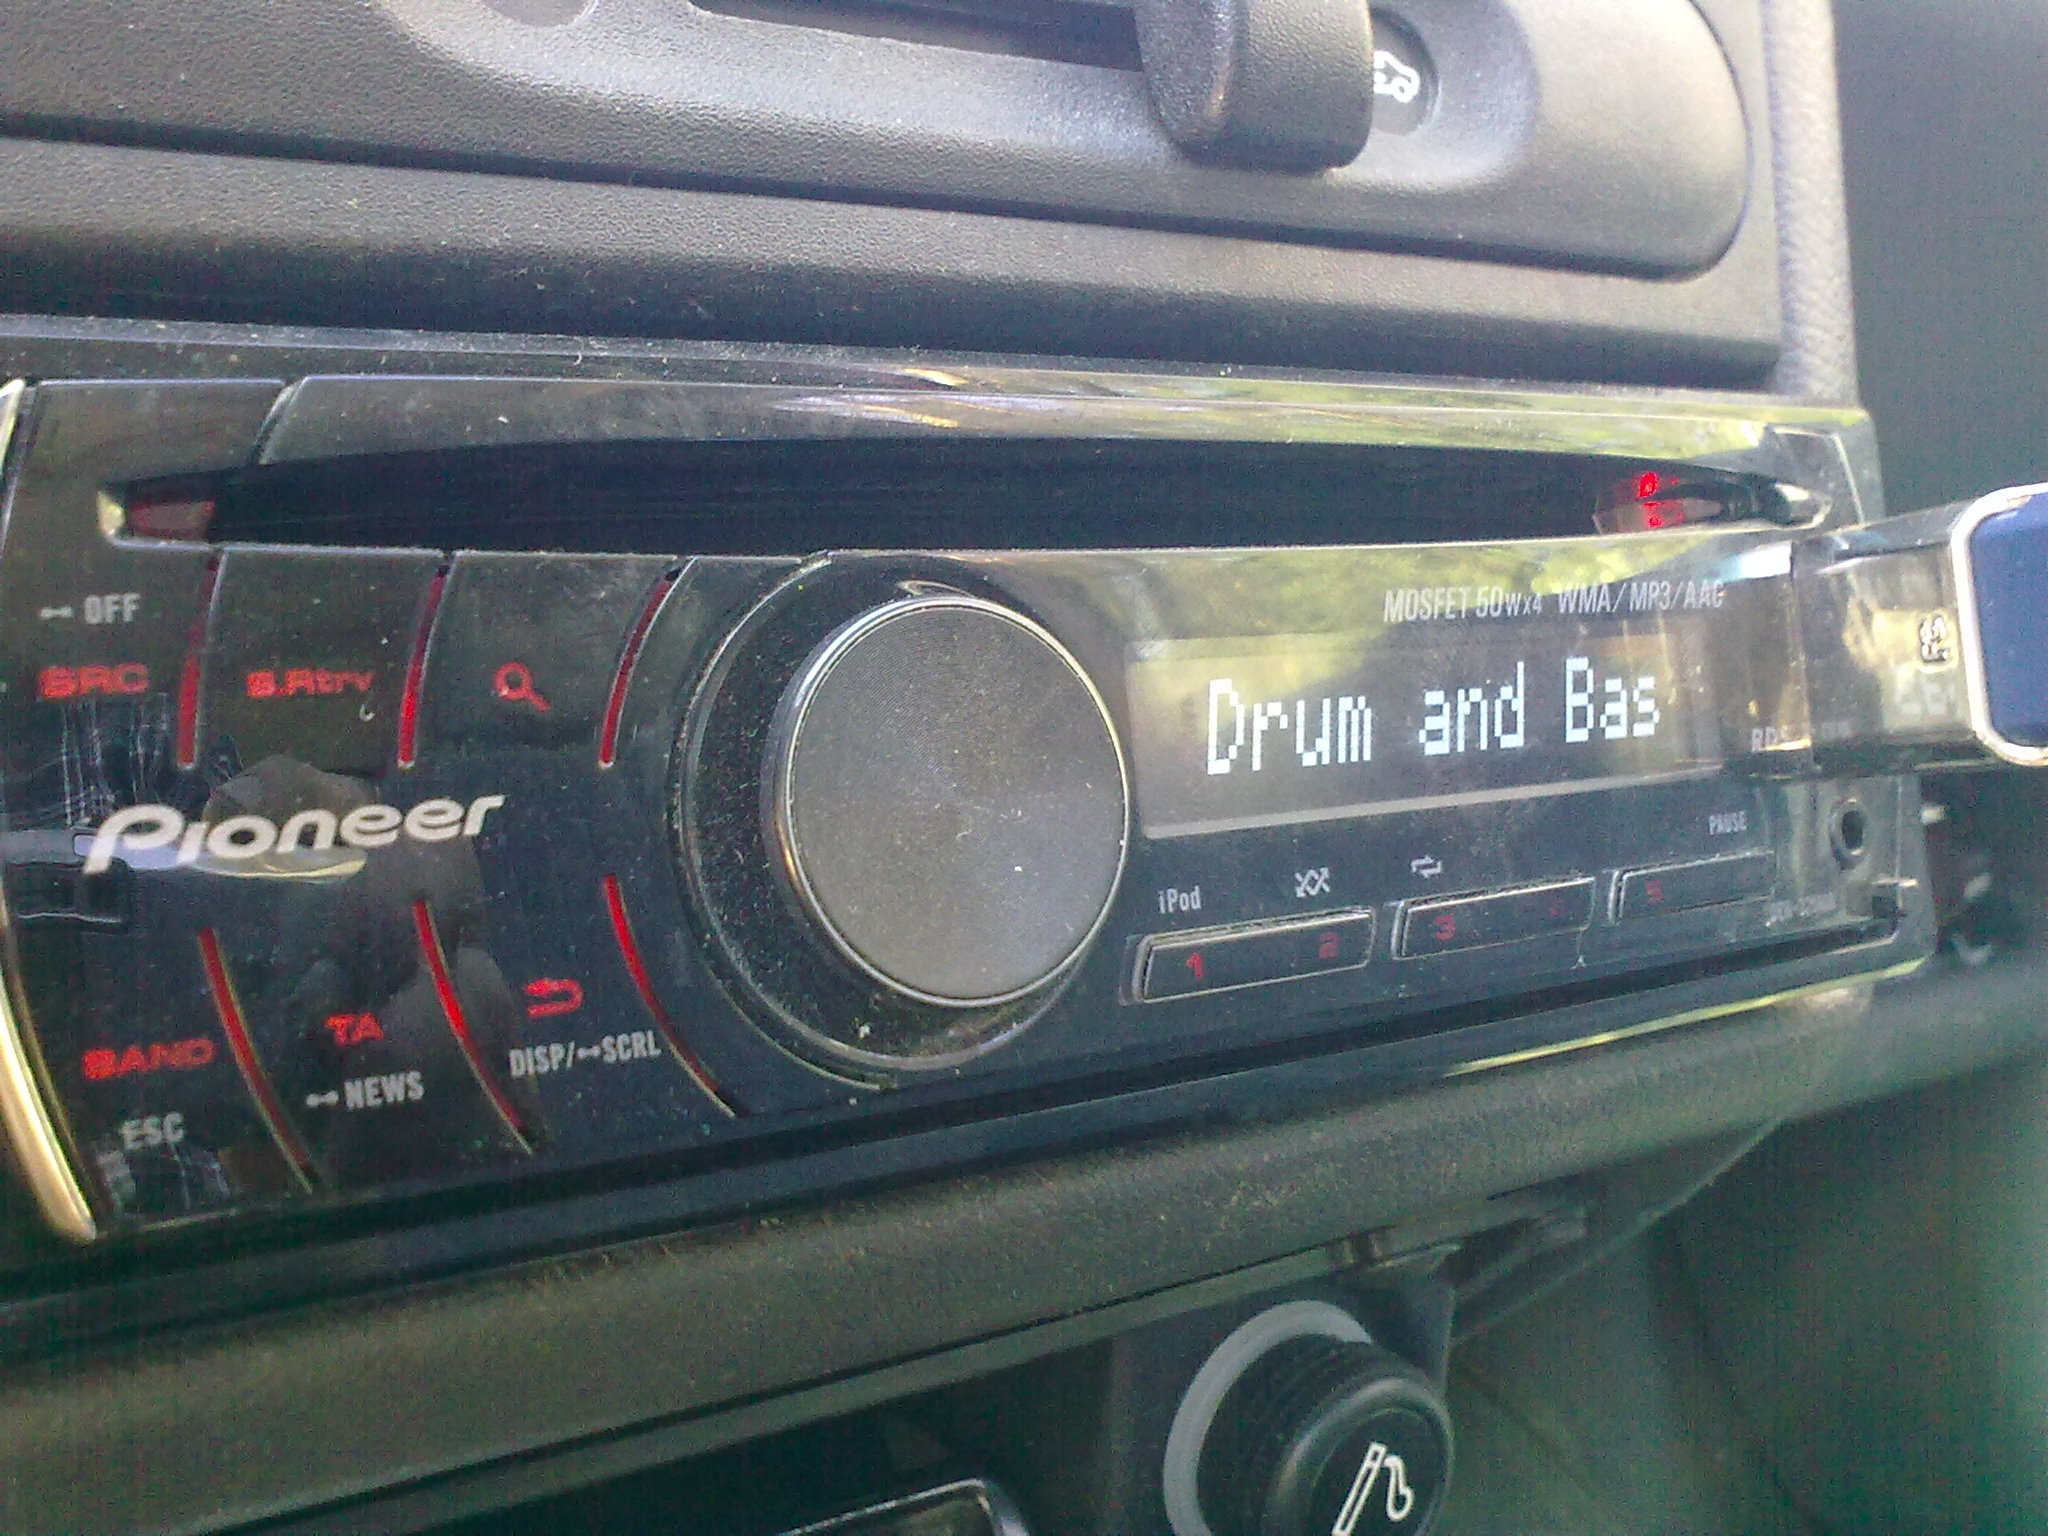 OFF
SRC
S.Rtrv
MOSFET 50Wx4 WMA/MP3/AAC
Drum and Bas
Pioneer
PAUSE
iPod
1 2 3 5
BAND
TA
DISP/ SCRL
NEWS
ESC